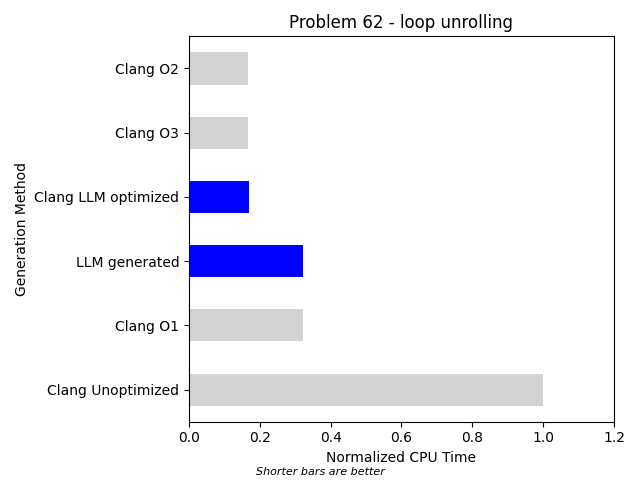 Problem 62 - loop unrolling
Generation Method
Clang O2
Clang O3
Clang LLM optimized
LLM generated
Clang O1
Clang Unoptimized
0.0 0.2 0.4 0.6 0.8 1.0 1.2
Normalized CPU Time
Shorter bars are better